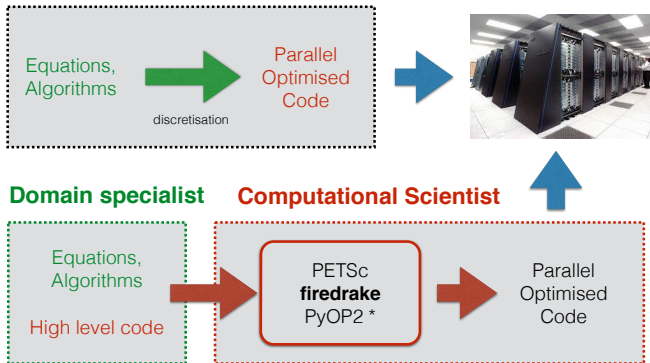 Equations,
Algorithms
discretisation
Parallel
Optimised
Code
Domain specialist
Computational Scientist
Equations,
Algorithms
High level code
PETSc
firedrake
PyOP2 *
Parallel
Optimised
Code